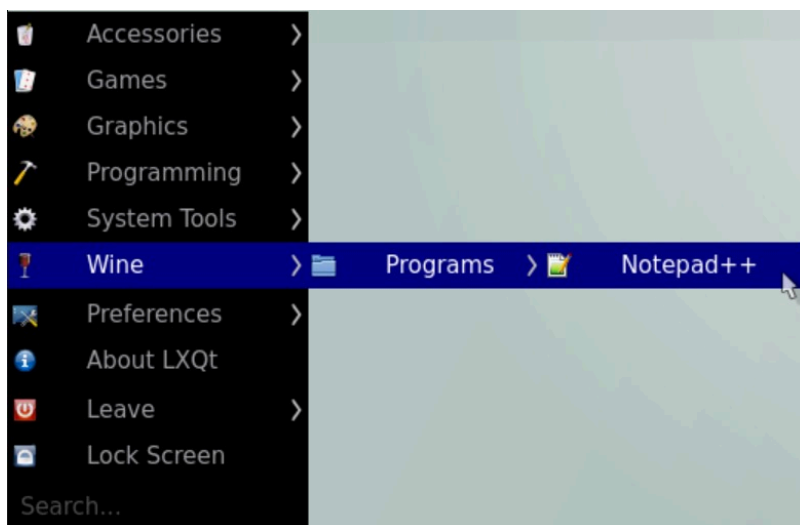 Accessories
Games
Graphics
Programming
System Tools
Wine Programs Notepad++
Preferences
About LXQt
Leave
Lock Screen
Search...